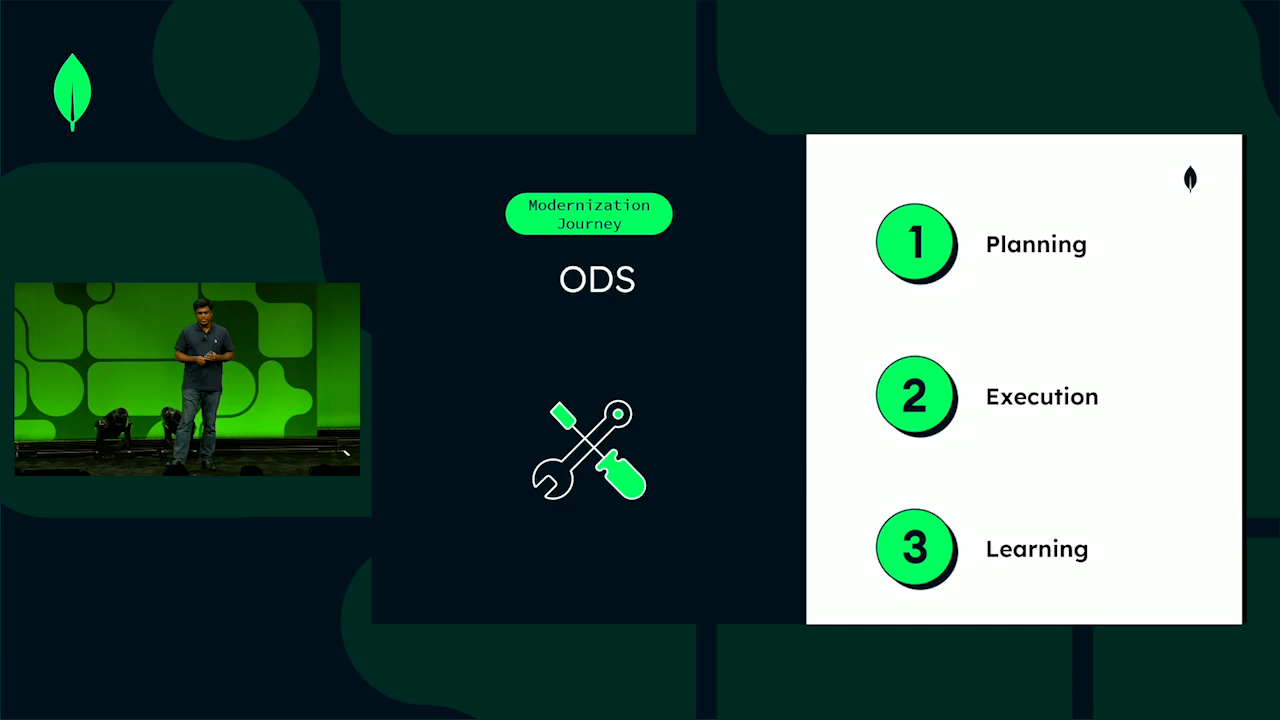 Modernization
Journey
ODS
1
Planning
2
Execution
3
Learning